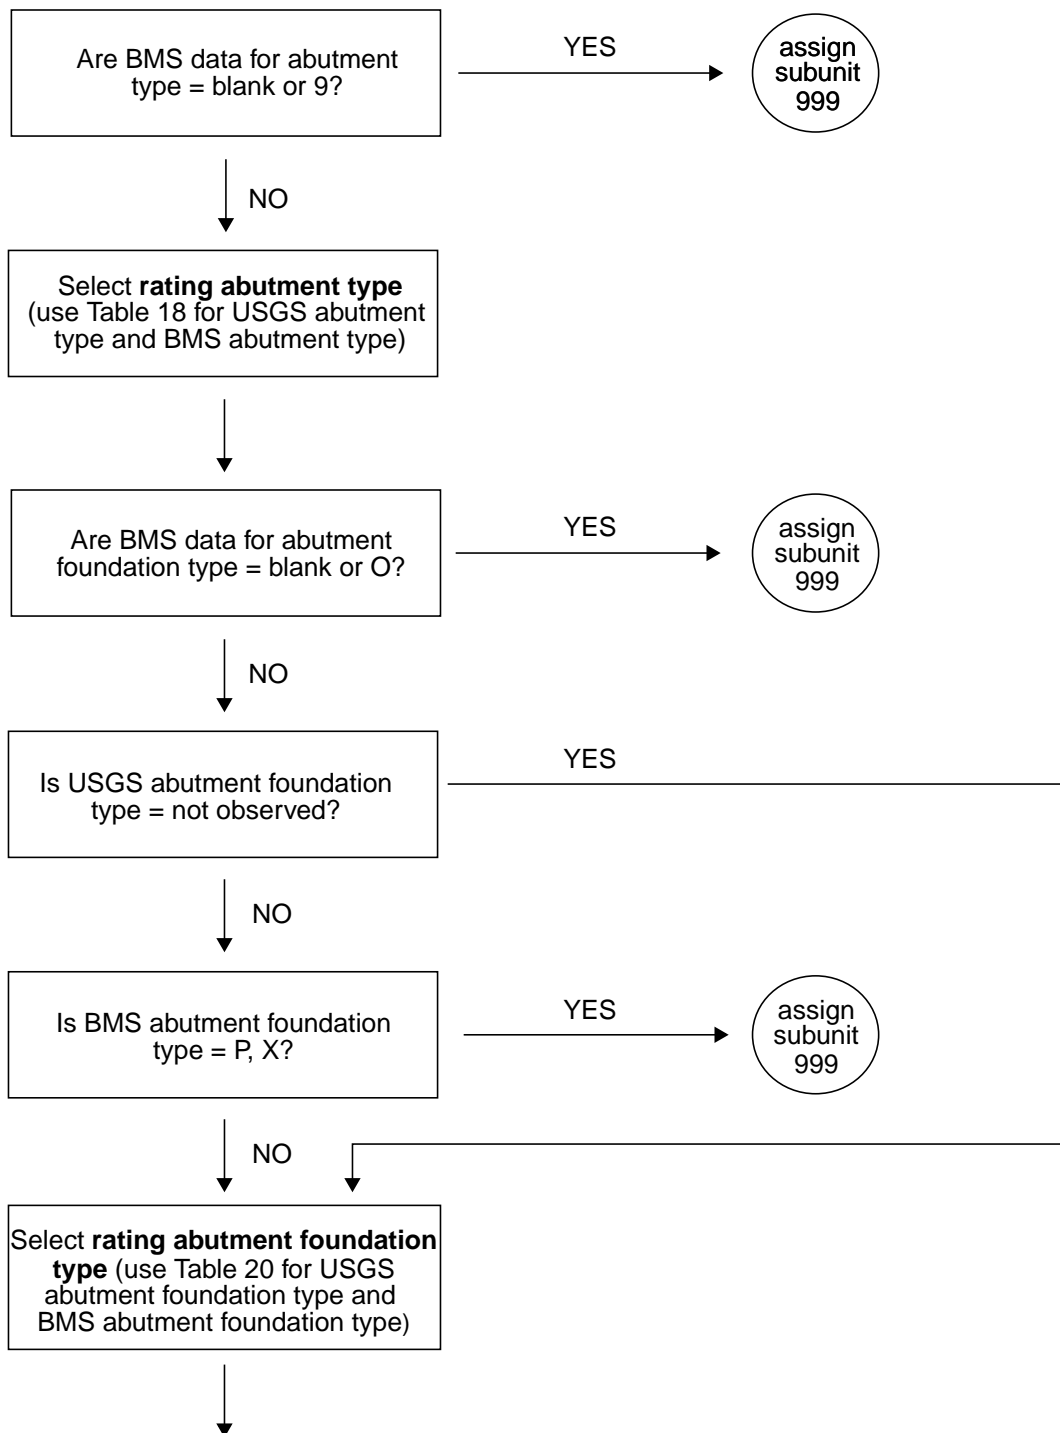 Are BMS data for abutment
type = blank or 9?
YES
assign
subunit
999
NO
Select rating abutment type
(use Table 18 for USGS abutment
type and BMS abutment type)
Are BMS data for abutment
foundation type = blank or O?
YES
assign
subunit
999
NO
Is USGS abutment foundation
type = not observed?
YES
NO
Is BMS abutment foundation
type = P, X?
YES
assign
subunit
999
NO
Select rating abutment foundation
type (use Table 20 for USGS
abutment foundation type and
BMS abutment foundation type)